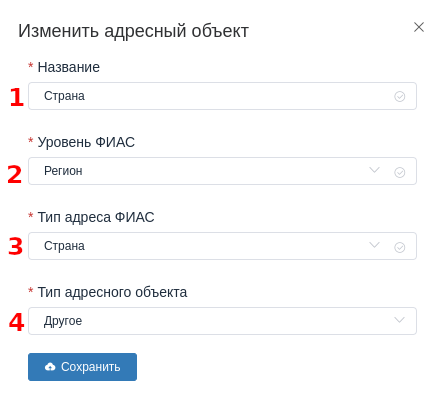 Изменить адресный объект
* Название
1 Страна
* Уровень ФИАС
2 Регион
* Тип адреса ФИАС
3 Страна
* Тип адресного объекта
4 Другое
Сохранить